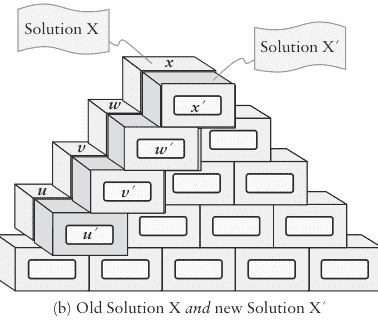 Solution X
Solution X′
x
x′
w
w′
v
v′
u
u′
(b) Old Solution X and new Solution X′